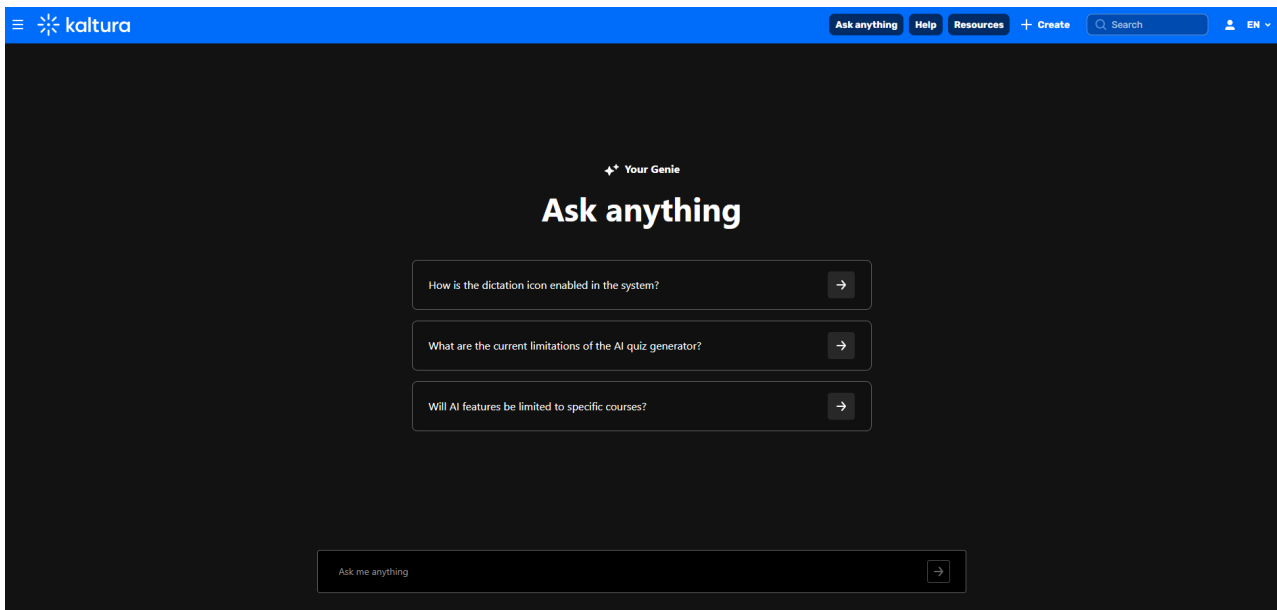 kaltura
Ask anything Help Resources + Create Search EN
Your Genie
Ask anything
How is the dictation icon enabled in the system?
What are the current limitations of the AI quiz generator?
Will AI features be limited to specific courses?
Ask me anything